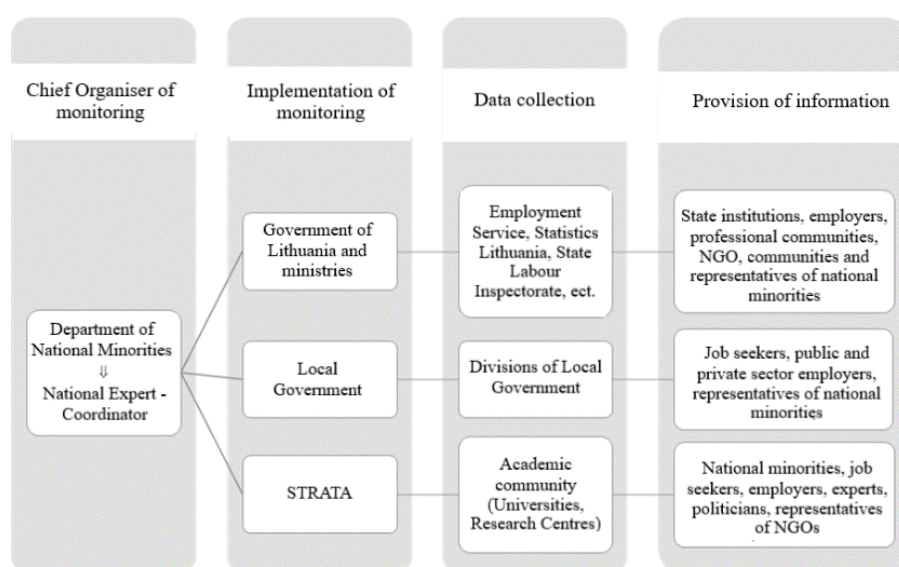 Chief Organiser of
monitoring
Implementation of
monitoring
Data collection
Provision of information
Department of
National Minorities
⇓
National Expert -
Coordinator
Government of
Lithuania and
ministries
Employment
Service, Statistics
Lithuania, State
Labour
Inspectorate, ect.
State institutions, employers,
professional communities,
NGO, communities and
representatives of national
minorities
Local
Government
Divisions of Local
Government
Job seekers, public and
private sector employers,
representatives of national
minorities
STRATA
Academic
community
(Universities,
Research Centres)
National minorities, job
seekers, employers, experts,
politicians, representatives
of NGOs